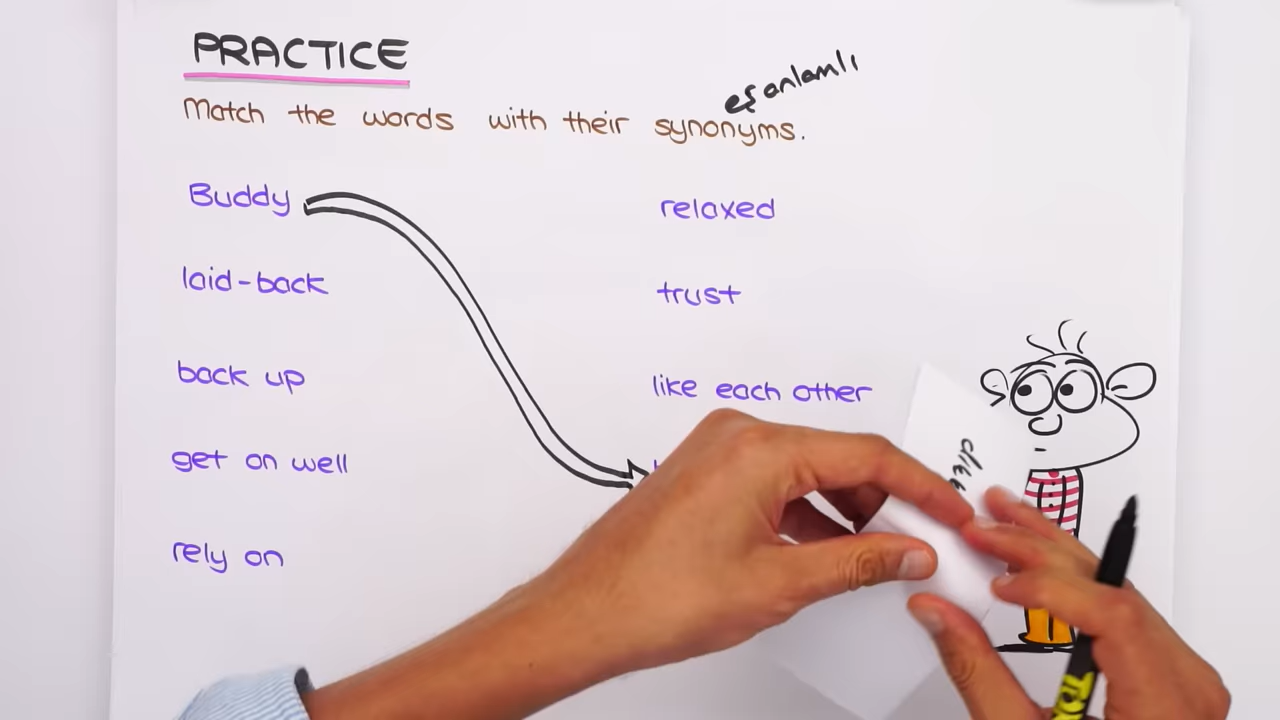 PRACTICE
eş anlamlı
Match the words with their synonyms.
Buddy
relaxed
laid-back
trust
back up
like each other
get on well
rely on